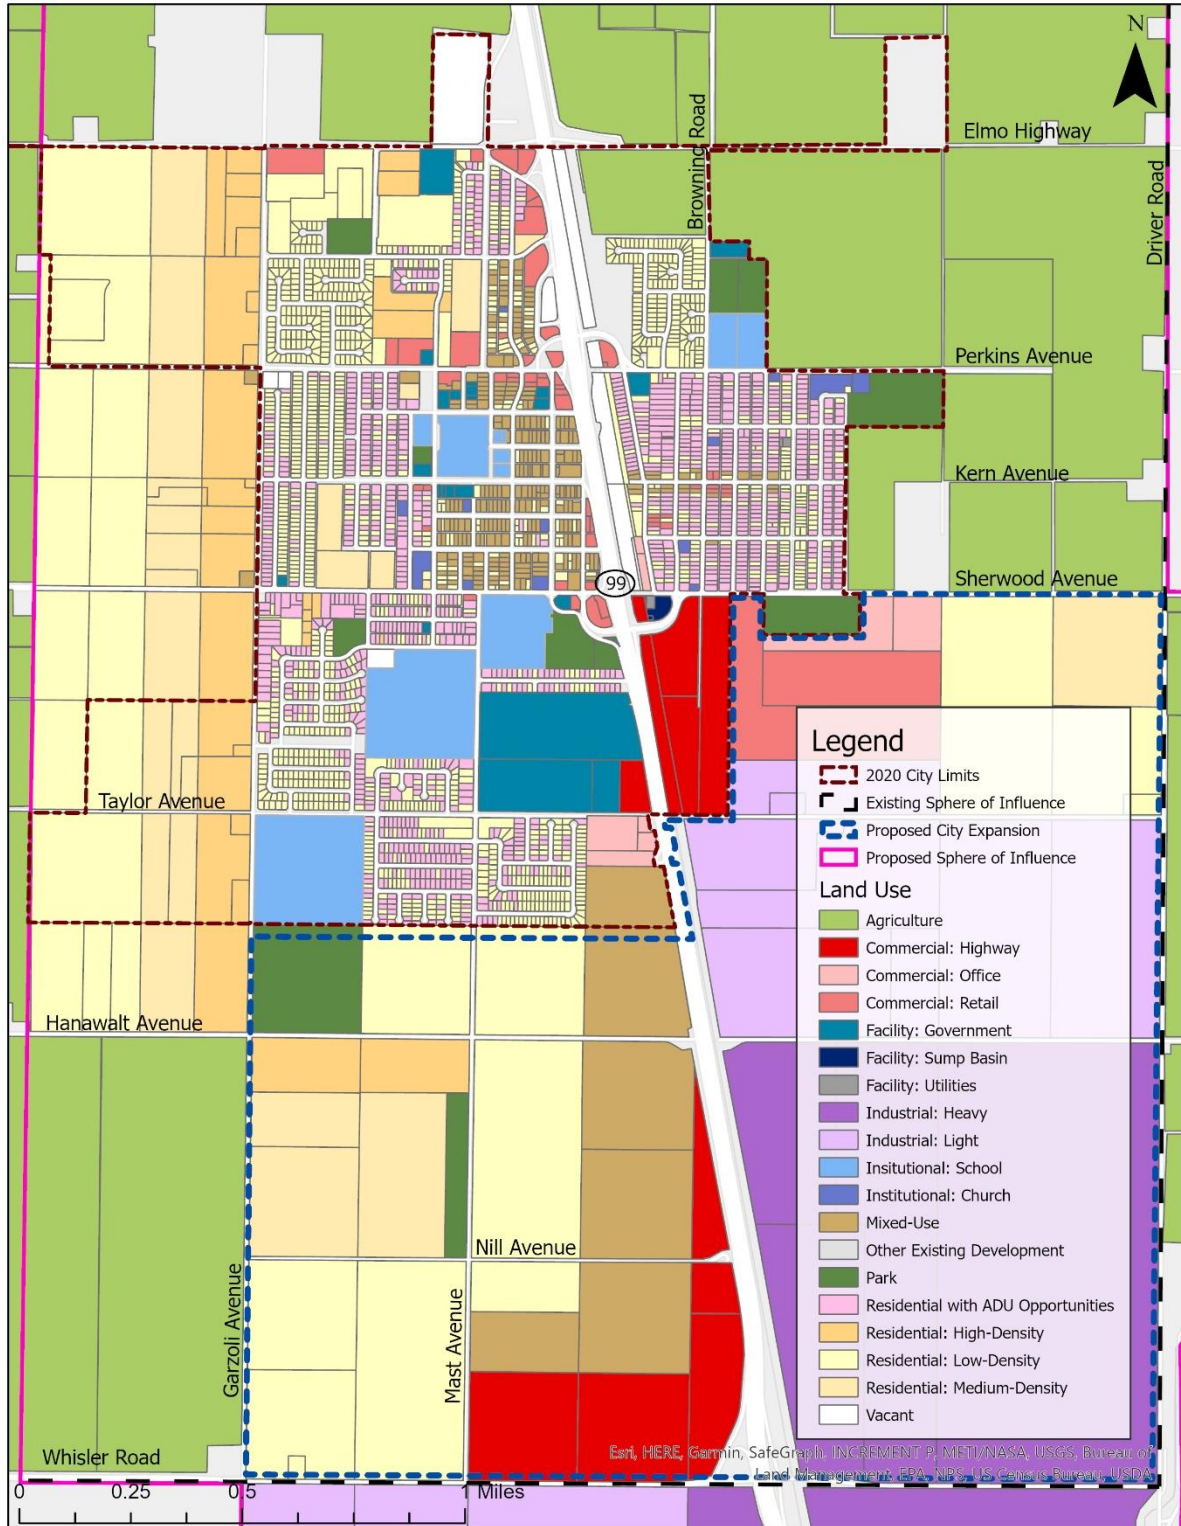 N
Elmo Highway
Browning Road
Driver Road
Perkins Avenue
Kern Avenue
99
Sherwood Avenue
Taylor Avenue
Legend
2020 City Limits
Existing Sphere of Influence
Proposed City Expansion
Proposed Sphere of Influence
Land Use
Agriculture
Commercial: Highway
Commercial: Office
Commercial: Retail
Facility: Government
Facility: Sump Basin
Facility: Utilities
Industrial: Heavy
Industrial: Light
Insitutional: School
Institutional: Church
Mixed-Use
Other Existing Development
Park
Residential with ADU Opportunities
Residential: High-Density
Residential: Low-Density
Residential: Medium-Density
Vacant
Hanawalt Avenue
Nill Avenue
Garzoli Avenue
Mast Avenue
Whisler Road
Esri, HERE, Garmin, SafeGraph, INCREMENT P, METI/NASA, USGS, Bureau of
Land Management, EPA, NPS, US Census Bureau, USDA
0 0.25 0.5 1 Miles